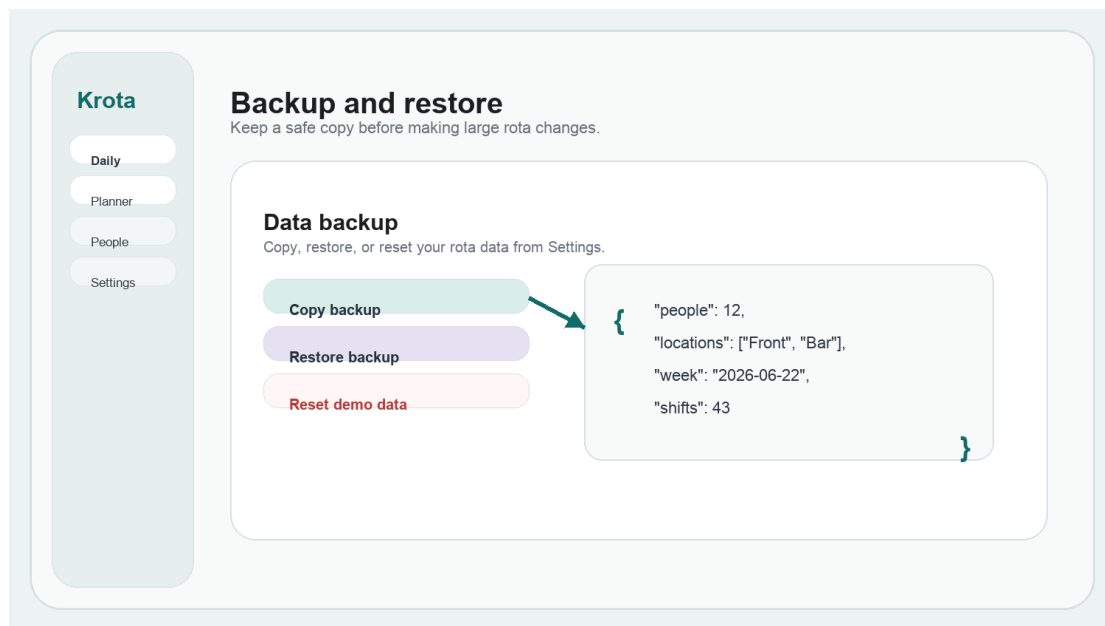 Krota
Daily
Planner
People
Settings
Backup and restore
Keep a safe copy before making large rota changes.
Data backup
Copy, restore, or reset your rota data from Settings.
Copy backup
Restore backup
Reset demo data
{
"people": 12,
"locations": ["Front", "Bar"],
"week": "2026-06-22",
"shifts": 43
}